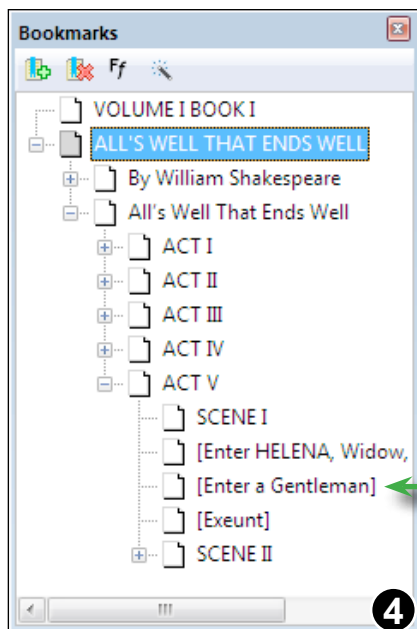 Bookmarks
Ff
VOLUME I BOOK I
ALL'S WELL THAT ENDS WELL
By William Shakespeare
All's Well That Ends Well
ACT I
ACT II
ACT III
ACT IV
ACT V
SCENE I
[Enter HELENA, Widow,
[Enter a Gentleman]
[Exeunt]
SCENE II
4